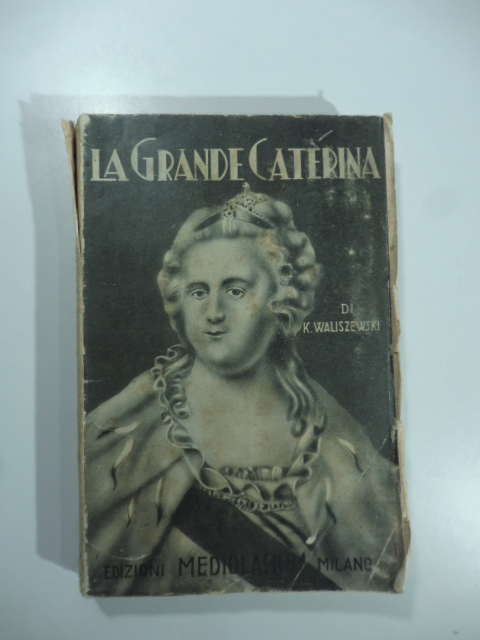 LA GRANDE CATERINA
DI
K. WALISZEWSKI
EDIZIONI MEDIOLANUM MILANO